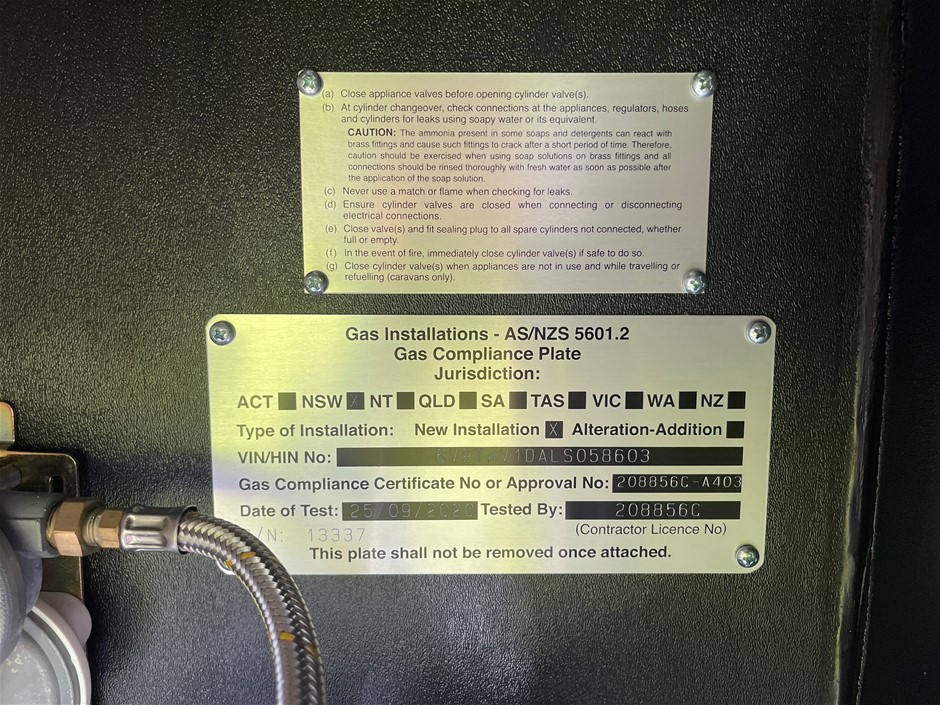 (a) Close appliance valves before opening cylinder valve(s).
(b) At cylinder changeover, check connections at the appliances, regulators, hoses
and cylinders for leaks using soapy water or its equivalent.
CAUTION: The ammonia present in some soaps and detergents can react with
brass fittings and cause such fittings to crack after a short period of time. Therefore,
caution should be exercised when using soap solutions on brass fittings and all
connections should be rinsed thoroughly with fresh water as soon as possible after
the application of the soap solution.
(c) Never use a match or flame when checking for leaks.
(d) Ensure cylinder valves are closed when connecting or disconnecting
electrical connections.
(e) Close valve(s) and fit sealing plug to all spare cylinders not connected, whether
full or empty.
(f) In the event of fire, immediately close cylinder valve(s) if safe to do so.
(g) Close cylinder valve(s) when appliances are not in use and while travelling or
refuelling (caravans only).
Gas Installations - AS/NZS 5601.2
Gas Compliance Plate
Jurisdiction:
ACT NSW X NT QLD SA TAS VIC WA NZ
Type of Installation: New Installation X Alteration-Addition
VIN/HIN No:
Gas Compliance Certificate No or Approval No: 208856C-A403
Date of Test: 25/09/2020 Tested By: 208856C
(Contractor Licence No)
/N: 13337
This plate shall not be removed once attached.